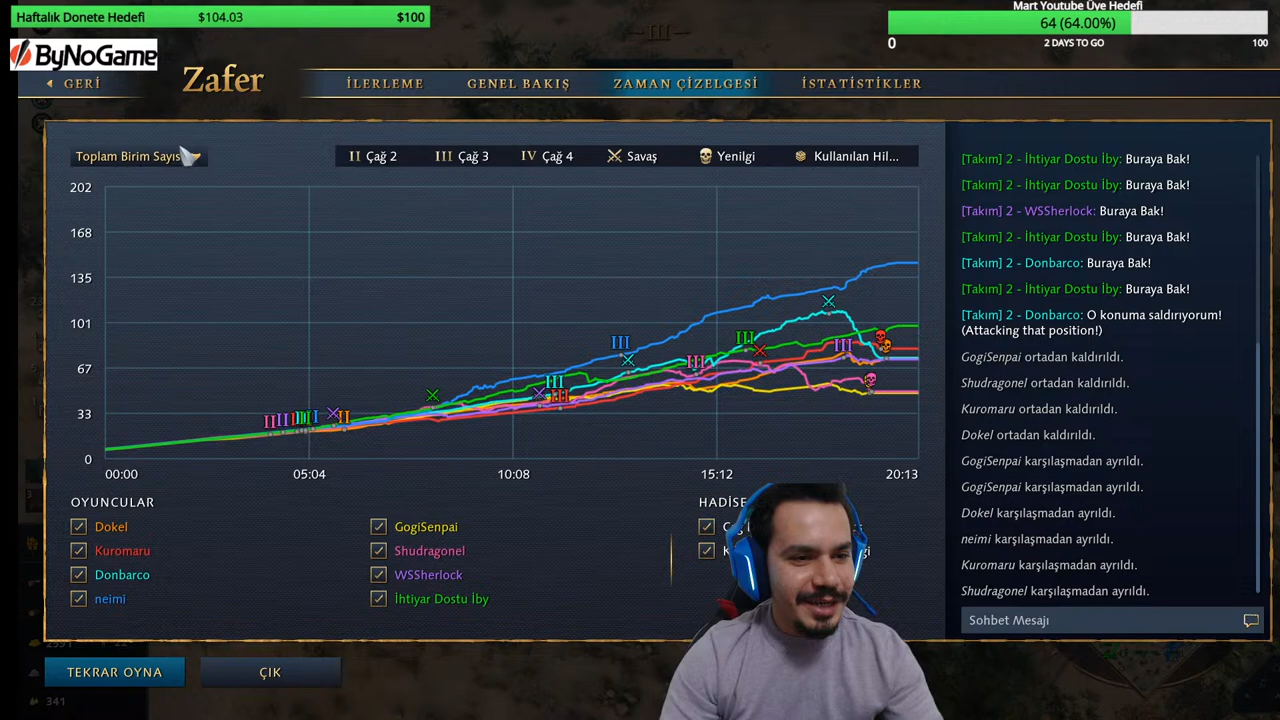 Haftalık Donete Hedefi $104.03 $100
Mart Youtube Üye Hedefi
64 (64.00%)
0 2 DAYS TO GO 100
ByNoGame
GERİ
Zafer
İLERLEME GENEL BAKIŞ ZAMAN ÇİZELGESİ İSTATİSTİKLER
Toplam Birim Sayıs
II Çağ 2 III Çağ 3 IV Çağ 4 Savaş Yenilgi Kullanılan Hil...
202
168
135
101
67
33
0
00:00 05:04 10:08 15:12 20:13
OYUNCULAR
Dokel
Kuromaru
Donbarco
neimi
GogiSenpai
Shudragonel
WSSherlock
İhtiyar Dostu İby
[Takım] 2 - İhtiyar Dostu İby: Buraya Bak!
[Takım] 2 - İhtiyar Dostu İby: Buraya Bak!
[Takım] 2 - WSSherlock: Buraya Bak!
[Takım] 2 - İhtiyar Dostu İby: Buraya Bak!
[Takım] 2 - Donbarco: Buraya Bak!
[Takım] 2 - İhtiyar Dostu İby: Buraya Bak!
[Takım] 2 - Donbarco: O konuma saldırıyorum!
(Attacking that position!)
GogiSenpai ortadan kaldırıldı.
Shudragonel ortadan kaldırıldı.
Kuromaru ortadan kaldırıldı.
Dokel ortadan kaldırıldı.
GogiSenpai karşılaşmadan ayrıldı.
GogiSenpai karşılaşmadan ayrıldı.
Dokel karşılaşmadan ayrıldı.
neimi karşılaşmadan ayrıldı.
Kuromaru karşılaşmadan ayrıldı.
Shudragonel karşılaşmadan ayrıldı.
Sohbet Mesajı
TEKRAR OYNA ÇIK
341